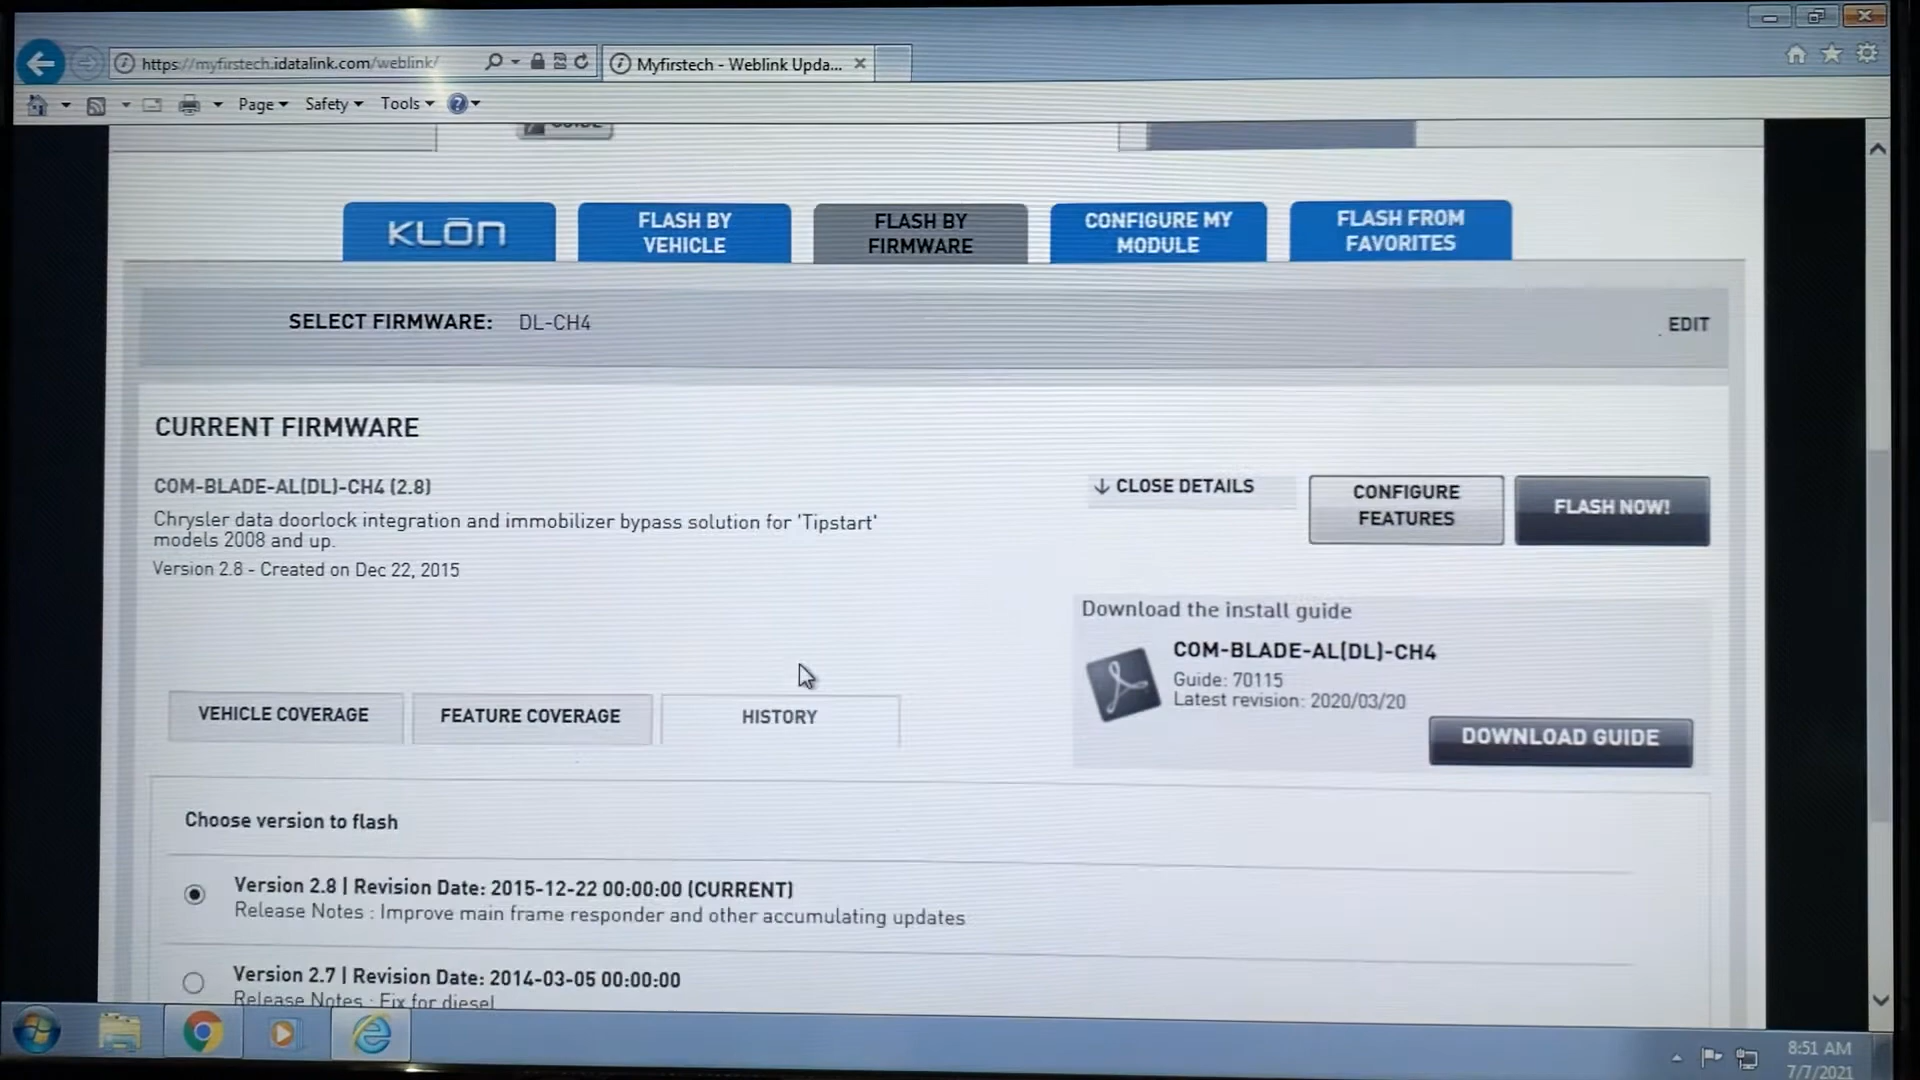 https://myfirstech.idatalink.com/weblink/
Myfirstech - Weblink Upda...
Page
Safety
Tools
GUIDE
KLŌN
FLASH BY
VEHICLE
FLASH BY
FIRMWARE
CONFIGURE MY
MODULE
FLASH FROM
FAVORITES
SELECT FIRMWARE: DL-CH4
EDIT
CURRENT FIRMWARE
COM-BLADE-AL(DL)-CH4 (2.8)
Chrysler data doorlock integration and immobilizer bypass solution for 'Tipstart'
models 2008 and up.
Version 2.8 - Created on Dec 22, 2015
CLOSE DETAILS
CONFIGURE
FEATURES
FLASH NOW!
Download the install guide
COM-BLADE-AL(DL)-CH4
Guide: 70115
Latest revision: 2020/03/20
DOWNLOAD GUIDE
VEHICLE COVERAGE
FEATURE COVERAGE
HISTORY
Choose version to flash
Version 2.8 | Revision Date: 2015-12-22 00:00:00 (CURRENT)
Release Notes : Improve main frame responder and other accumulating updates
Version 2.7 | Revision Date: 2014-03-05 00:00:00
Release Notes : Fix for diesel
8:51 AM
7/7/2021